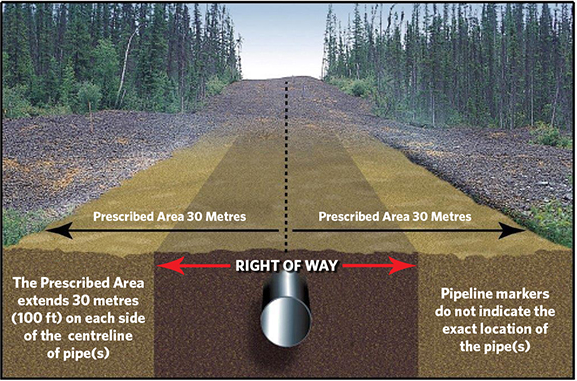 Prescribed Area 30 Metres
Prescribed Area 30 Metres
RIGHT OF WAY
The Prescribed Area
extends 30 metres
(100 ft) on each side
of the centreline
of pipe(s)
Pipeline markers
do not indicate the
exact location of
the pipe(s)